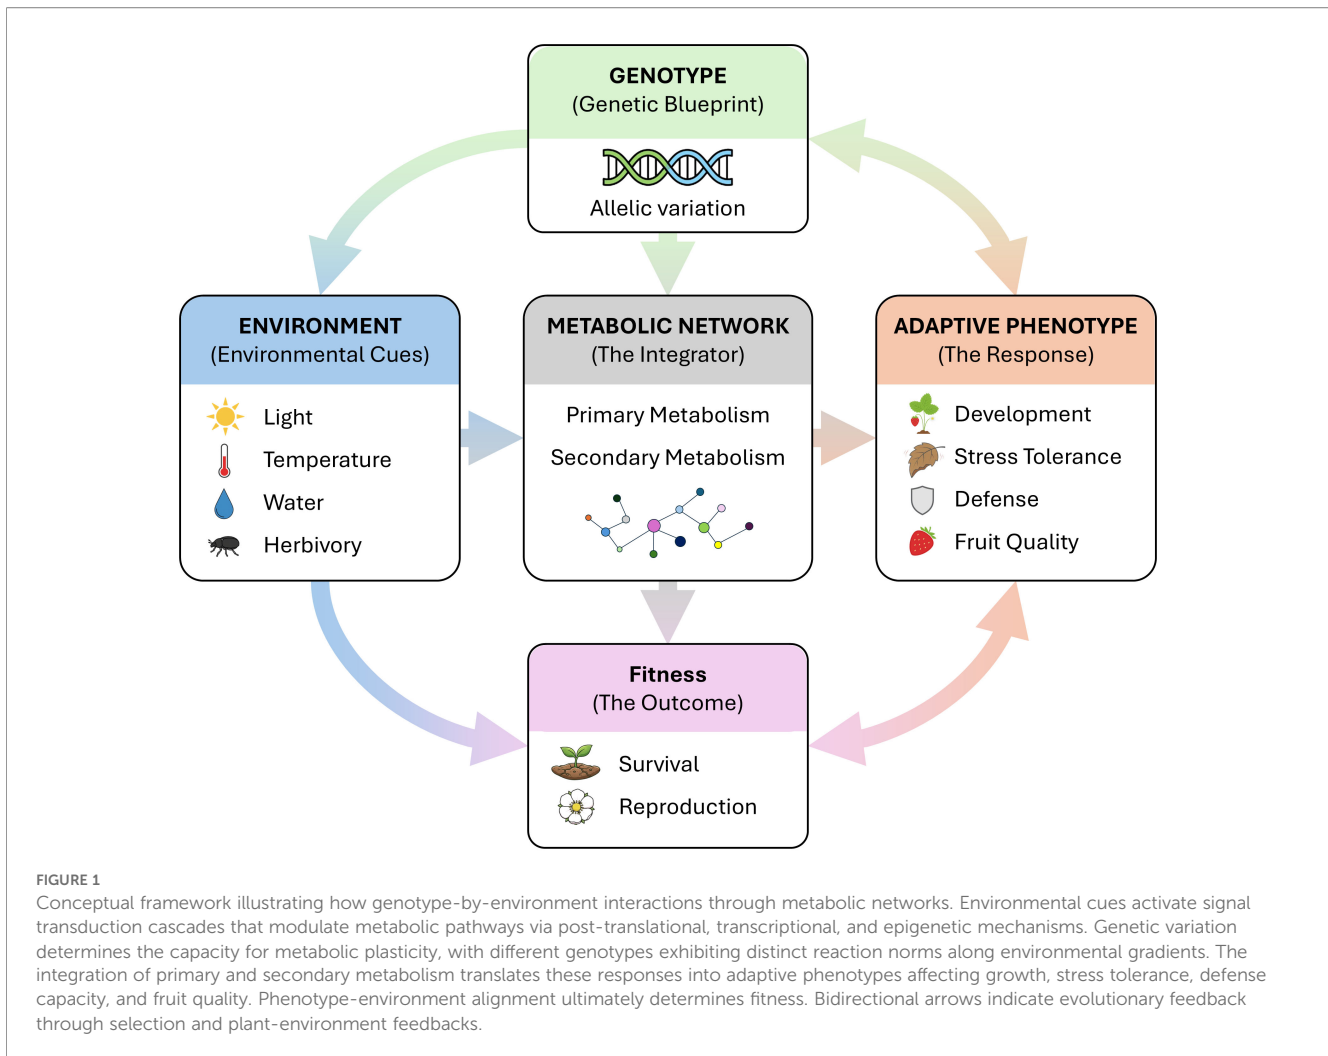 GENOTYPE
(Genetic Blueprint)
Allelic variation
ENVIRONMENT
(Environmental Cues)
Light
Temperature
Water
Herbivory
METABOLIC NETWORK
(The Integrator)
Primary Metabolism
Secondary Metabolism
ADAPTIVE PHENOTYPE
(The Response)
Development
Stress Tolerance
Defense
Fruit Quality
Fitness
(The Outcome)
Survival
Reproduction
FIGURE 1
Conceptual framework illustrating how genotype-by-environment interactions through metabolic networks. Environmental cues activate signal
transduction cascades that modulate metabolic pathways via post-translational, transcriptional, and epigenetic mechanisms. Genetic variation
determines the capacity for metabolic plasticity, with different genotypes exhibiting distinct reaction norms along environmental gradients. The
integration of primary and secondary metabolism translates these responses into adaptive phenotypes affecting growth, stress tolerance, defense
capacity, and fruit quality. Phenotype-environment alignment ultimately determines fitness. Bidirectional arrows indicate evolutionary feedback
through selection and plant-environment feedbacks.